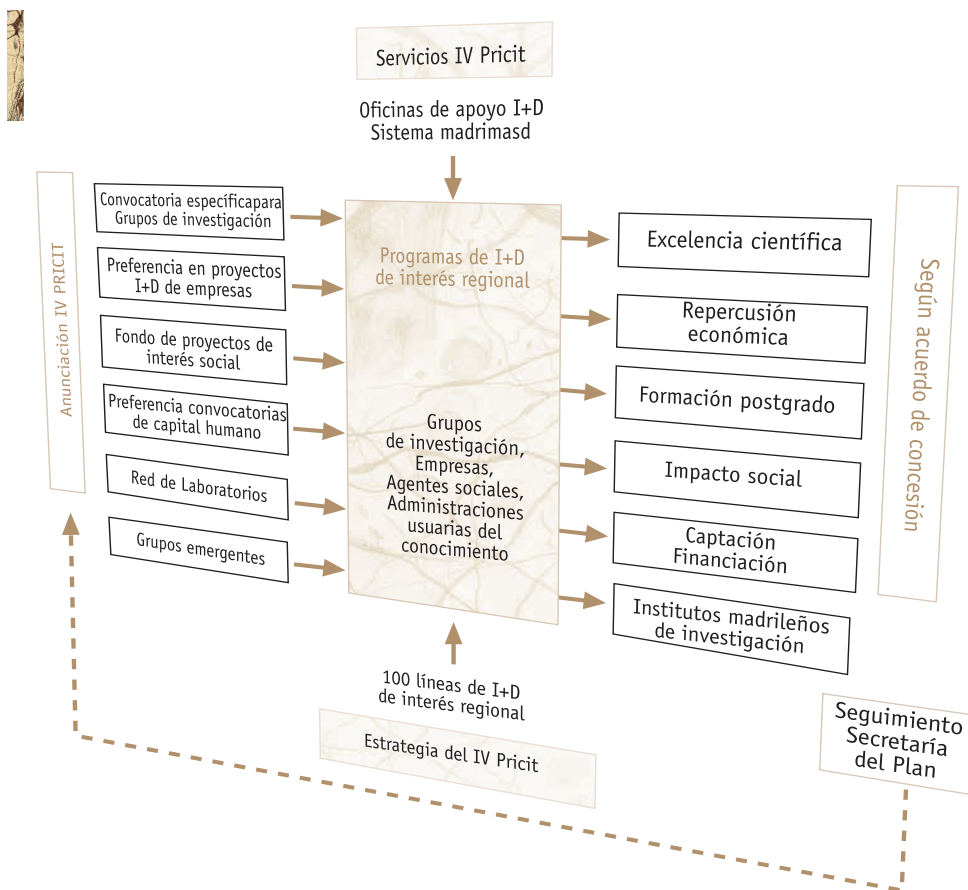 Servicios IV Pricit
Oficinas de apoyo I+D
Sistema madrimasd
Anunciación IV PRICIT
Convocatoria específicapara
Grupos de investigación
Preferencia en proyectos
I+D de empresas
Fondo de proyectos de
interés social
Preferencia convocatorias
de capital humano
Red de Laboratorios
Grupos emergentes
Programas de I+D
de interés regional
Grupos
de investigación,
Empresas,
Agentes sociales,
Administraciones
usuarias del
conocimiento
Excelencia científica
Repercusión
económica
Formación postgrado
Impacto social
Captación
Financiación
Institutos madrileños
de investigación
Según acuerdo de concesión
100 líneas de I+D
de interés regional
Estrategia del IV Pricit
Seguimiento
Secretaría
del Plan